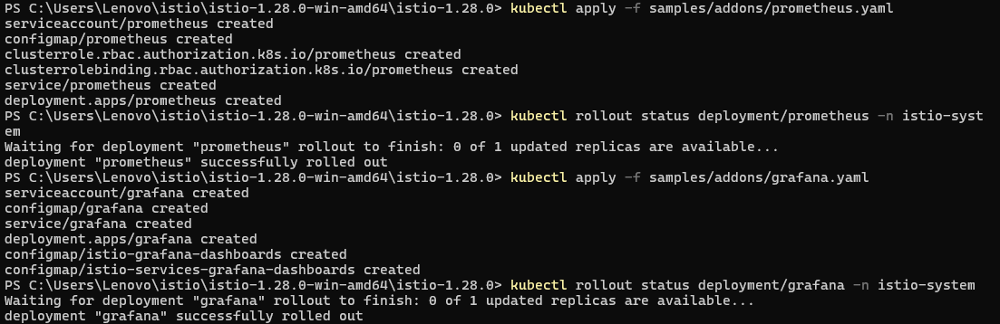 PS C:\Users\Lenovo\istio\istio-1.28.0-win-amd64\istio-1.28.0> kubectl apply -f samples/addons/prometheus.yaml
serviceaccount/prometheus created
configmap/prometheus created
clusterrole.rbac.authorization.k8s.io/prometheus created
clusterrolebinding.rbac.authorization.k8s.io/prometheus created
service/prometheus created
deployment.apps/prometheus created
PS C:\Users\Lenovo\istio\istio-1.28.0-win-amd64\istio-1.28.0> kubectl rollout status deployment/prometheus -n istio-syst
em
Waiting for deployment "prometheus" rollout to finish: 0 of 1 updated replicas are available...
deployment "prometheus" successfully rolled out
PS C:\Users\Lenovo\istio\istio-1.28.0-win-amd64\istio-1.28.0> kubectl apply -f samples/addons/grafana.yaml
serviceaccount/grafana created
configmap/grafana created
service/grafana created
deployment.apps/grafana created
configmap/istio-grafana-dashboards created
configmap/istio-services-grafana-dashboards created
PS C:\Users\Lenovo\istio\istio-1.28.0-win-amd64\istio-1.28.0> kubectl rollout status deployment/grafana -n istio-system
Waiting for deployment "grafana" rollout to finish: 0 of 1 updated replicas are available...
deployment "grafana" successfully rolled out